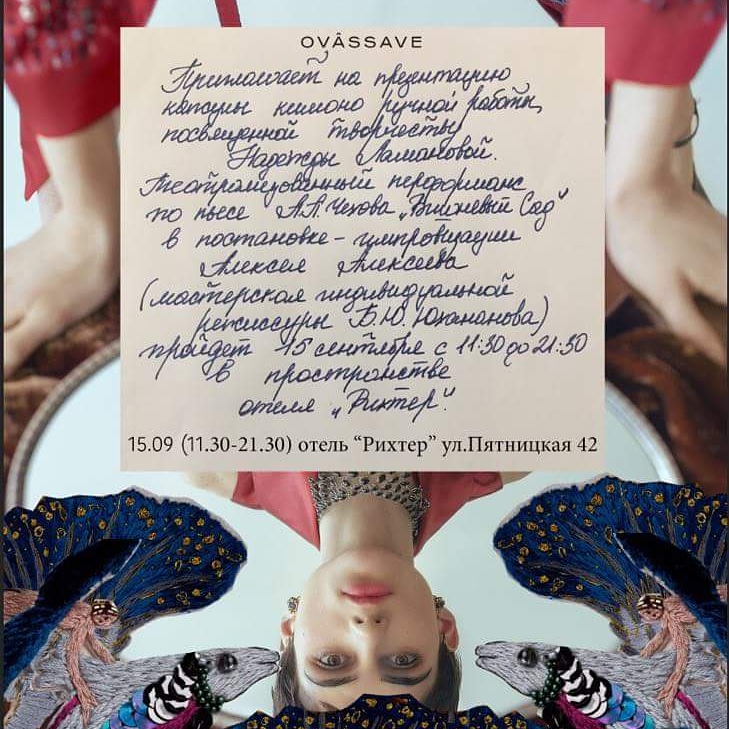 OVÂSSAVE
Приглашает на презентацию
капсулы кимоно ручной работы,
посвященной творчеству
Надежды Ламановой.
Театрализованный перформанс
по пьесе А.П. Чехова „Вишневый Сад"
в постановке - импровизации
Алексея Алексеева
(мастерская индивидуальной
режиссуры Б.Ю. Юхананова)
пройдет 15 сентября с 11:30 до 21:30
в пространстве
отеля „Рихтер".
15.09 (11.30-21.30) отель “Рихтер” ул.Пятницкая 42